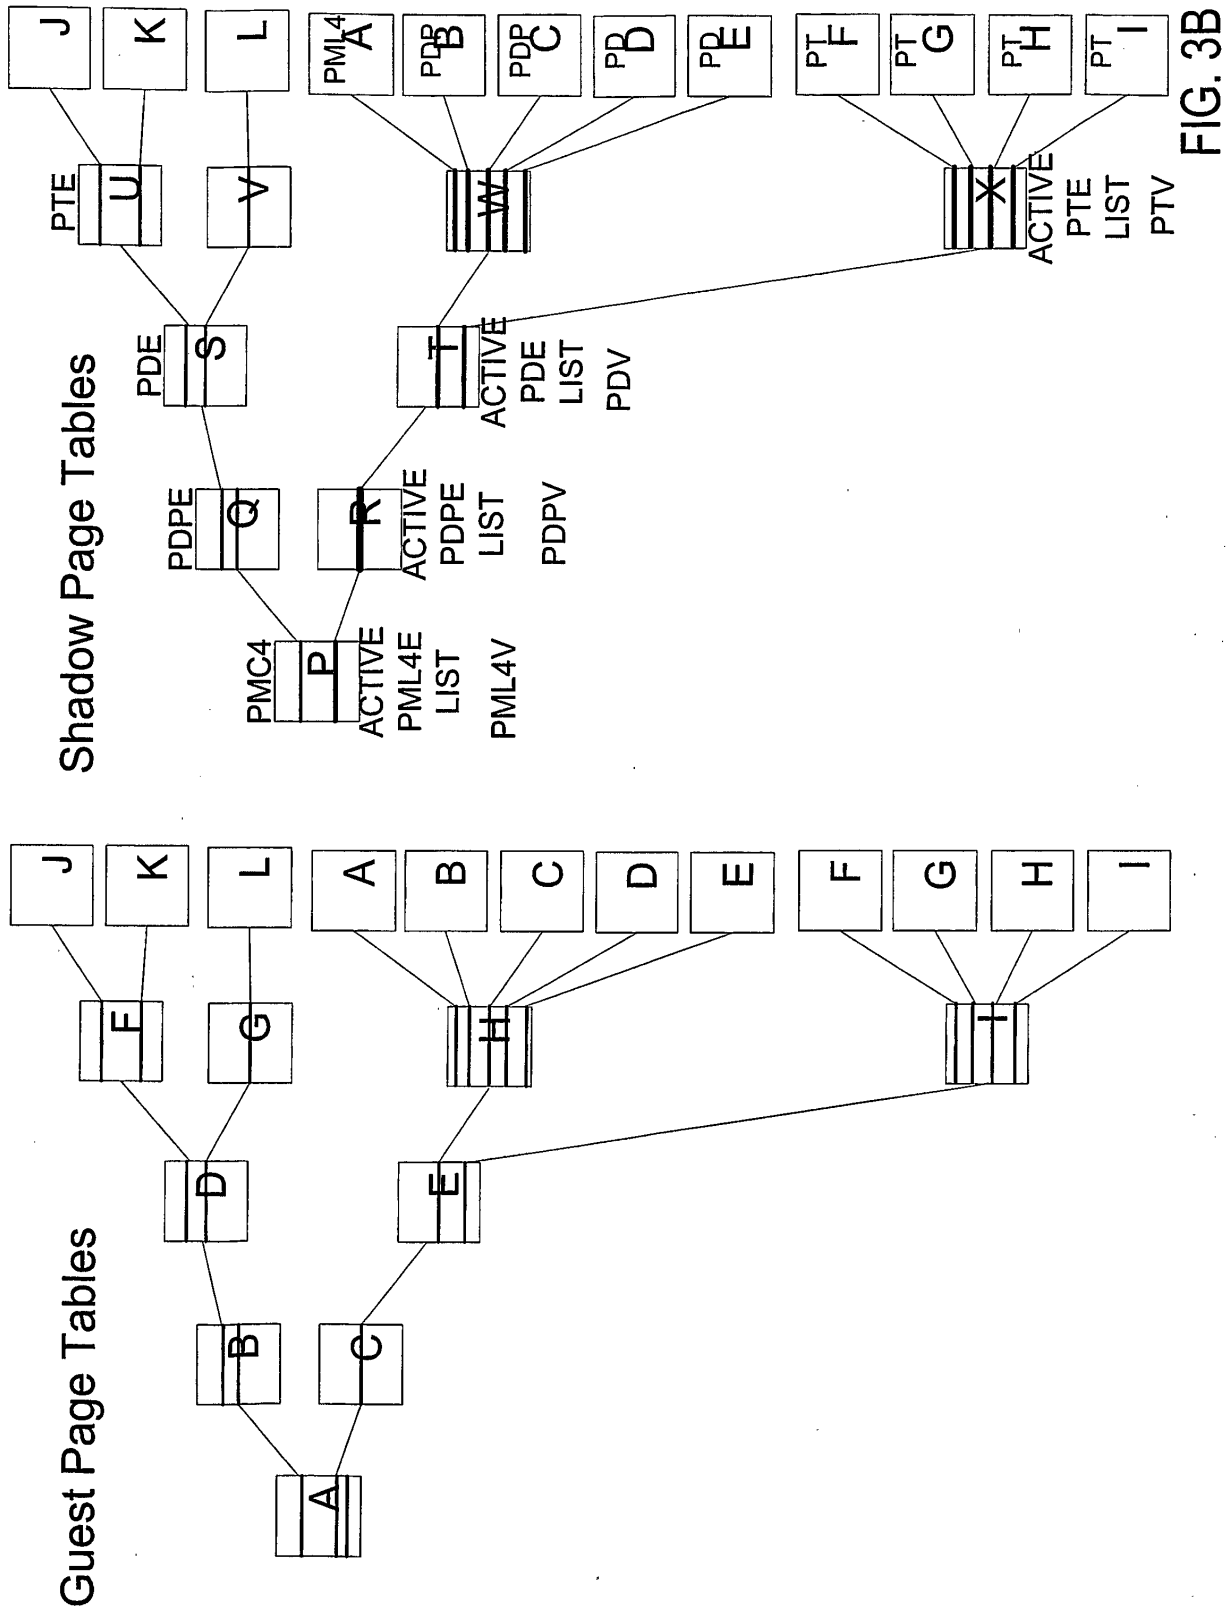 Guest Page Tables
A
B
C
D
E
F
G
H
I
J
K
L
A
B
C
D
E
F
G
H
I
Shadow Page Tables
PMC4
P
ACTIVE
PML4E
LIST
PML4V
PDPE
Q
R
ACTIVE
PDPE
LIST
PDPV
PDE
S
T
ACTIVE
PDE
LIST
PDV
PTE
U
V
W
X
ACTIVE
PTE
LIST
PTV
J
K
L
PML4 A
PDP B
PDP C
PD D
PD E
PT F
PT G
PT H
PT I
FIG. 3B